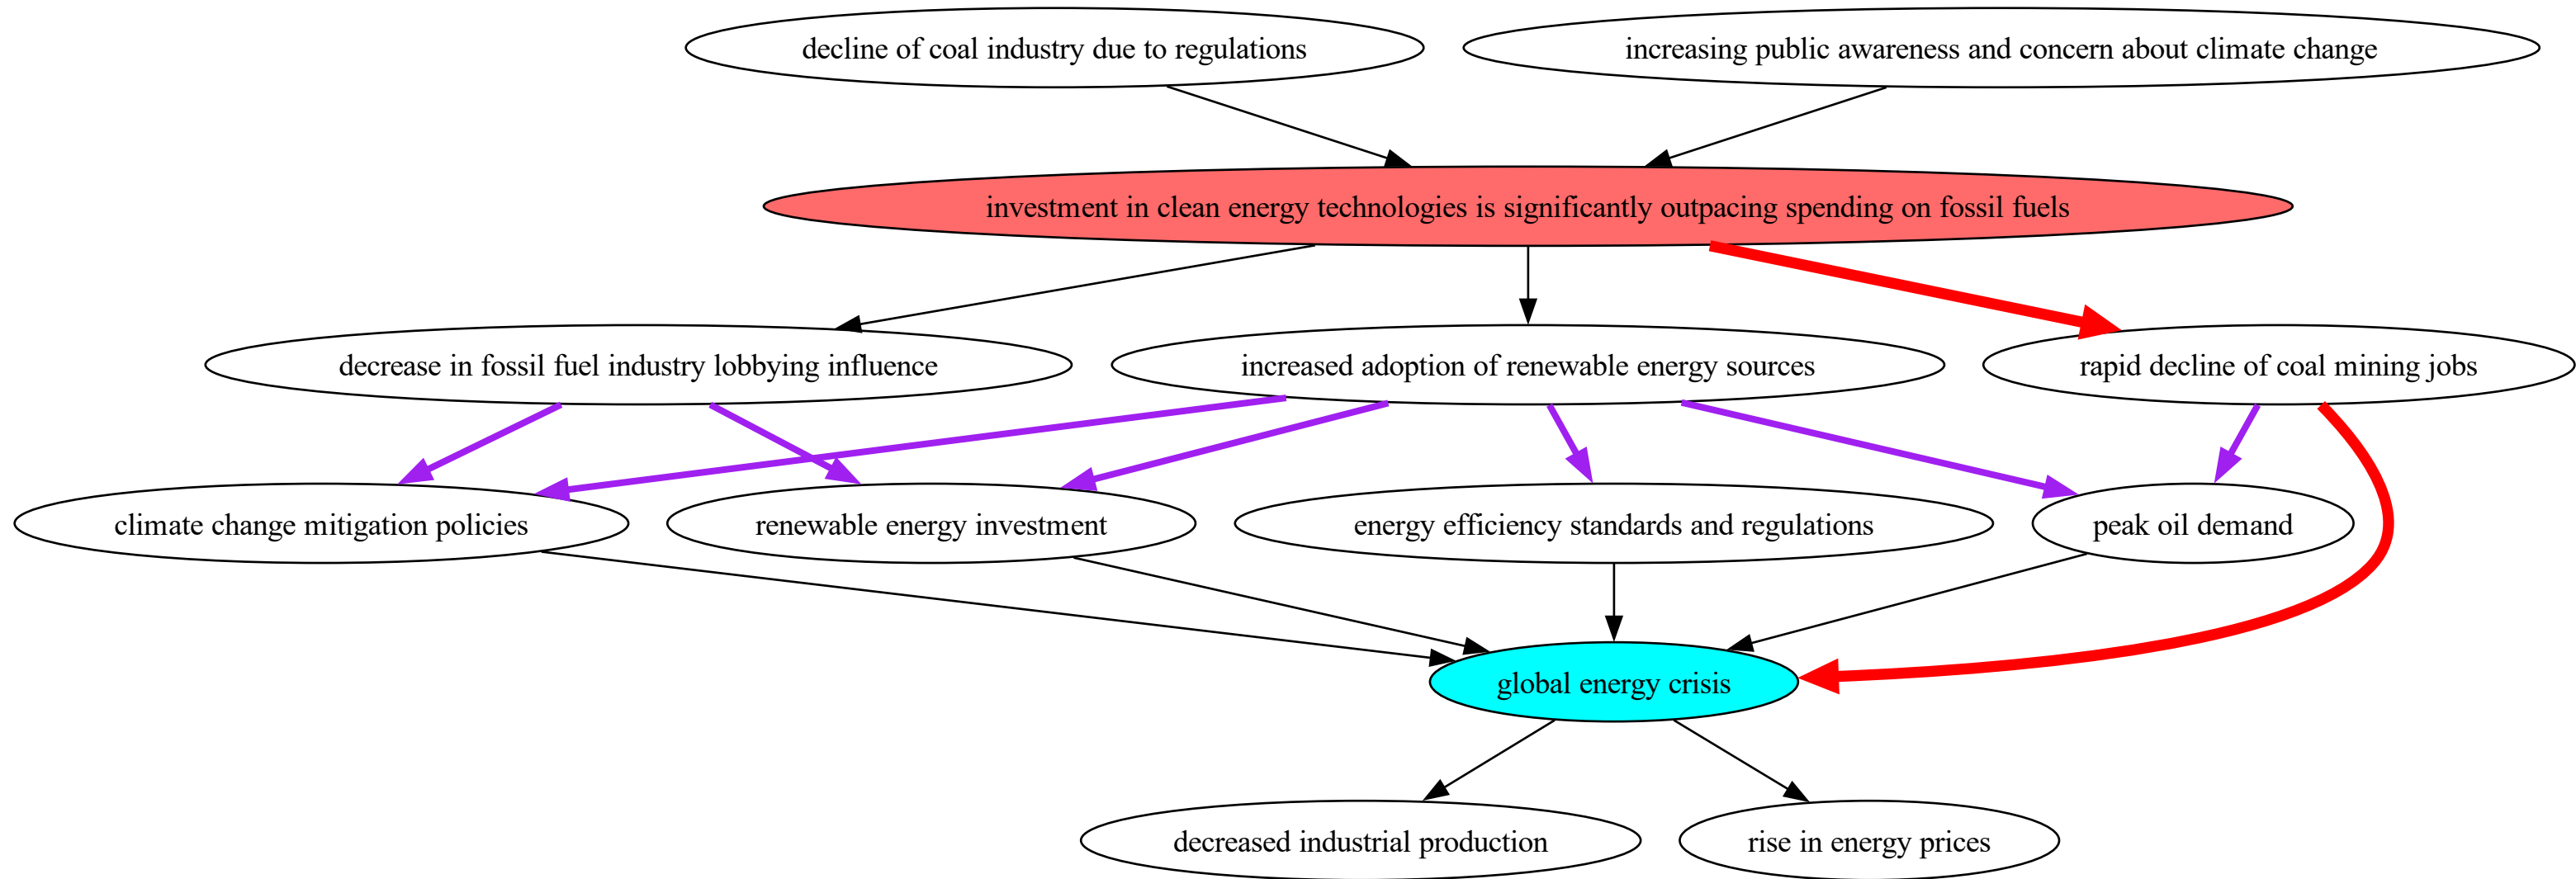 decline of coal industry due to regulations
increasing public awareness and concern about climate change
investment in clean energy technologies is significantly outpacing spending on fossil fuels
decrease in fossil fuel industry lobbying influence
increased adoption of renewable energy sources
rapid decline of coal mining jobs
climate change mitigation policies
renewable energy investment
energy efficiency standards and regulations
peak oil demand
global energy crisis
decreased industrial production
rise in energy prices